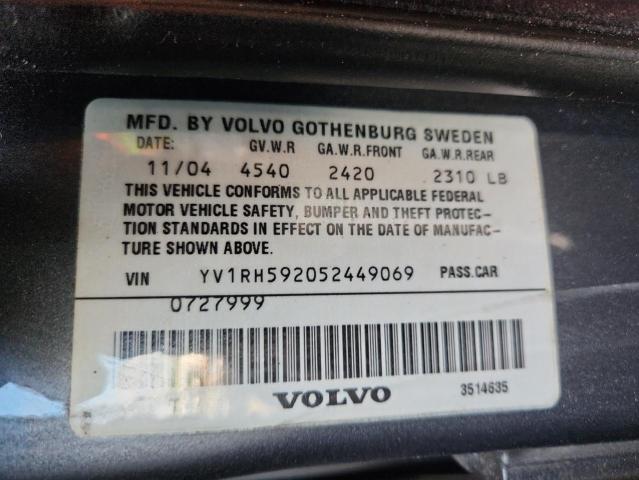 MFD. BY VOLVO GOTHENBURG SWEDEN
DATE: GV.W.R GA.W.R.FRONT GA.W.R.REAR
11/04 4540 2420 2310 LB
THIS VEHICLE CONFORMS TO ALL APPLICABLE FEDERAL
MOTOR VEHICLE SAFETY, BUMPER AND THEFT PROTEC-
TION STANDARDS IN EFFECT ON THE DATE OF MANUFAC-
TURE SHOWN ABOVE.
VIN YV1RH592052449069 PASS.CAR
0727999
VOLVO 3514635